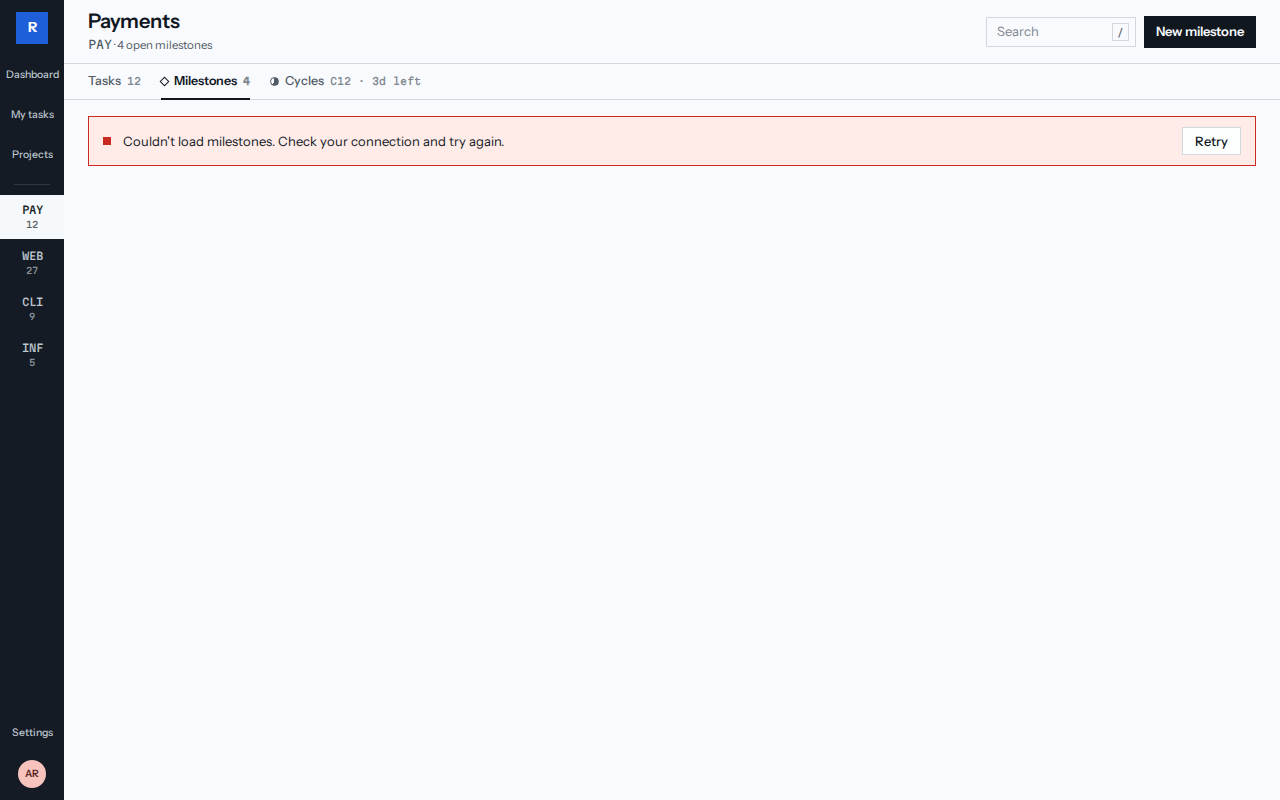 R
Dashboard
My tasks
Projects
PAY
12
WEB
27
CLI
9
INF
5
Settings
AR
Payments
PAY · 4 open milestones
Search /
New milestone
Tasks 12
Milestones 4
Cycles C12 · 3d left
Couldn't load milestones. Check your connection and try again.
Retry